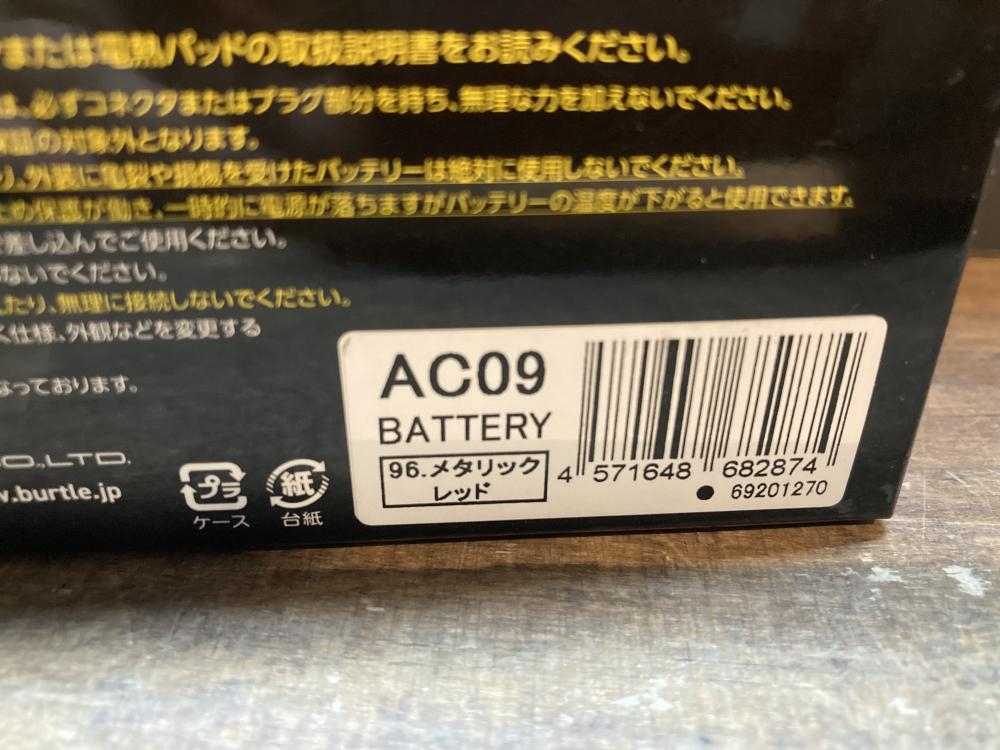 または電熱パッドの取扱説明書をお読みください。
は、必ずコネクタまたはプラグ部分を持ち、無理な力を加えないでください。
保証の対象外となります。
り、外装に亀裂や損傷を受けたバッテリーは絶対に使用しないでください。
ため保護が働き、一時的に電源が落ちますがバッテリーの温度が下がると使用できます。
差し込んでご使用ください。
ないでください。
たり、無理に接続しないでください。
く仕様、外観などを変更する
なっております。
CO.,LTD.
w.burtle.jp
プラ
ケース
紙
台紙
AC09
BATTERY
96.メタリック
レッド
4 571648 682874
69201270